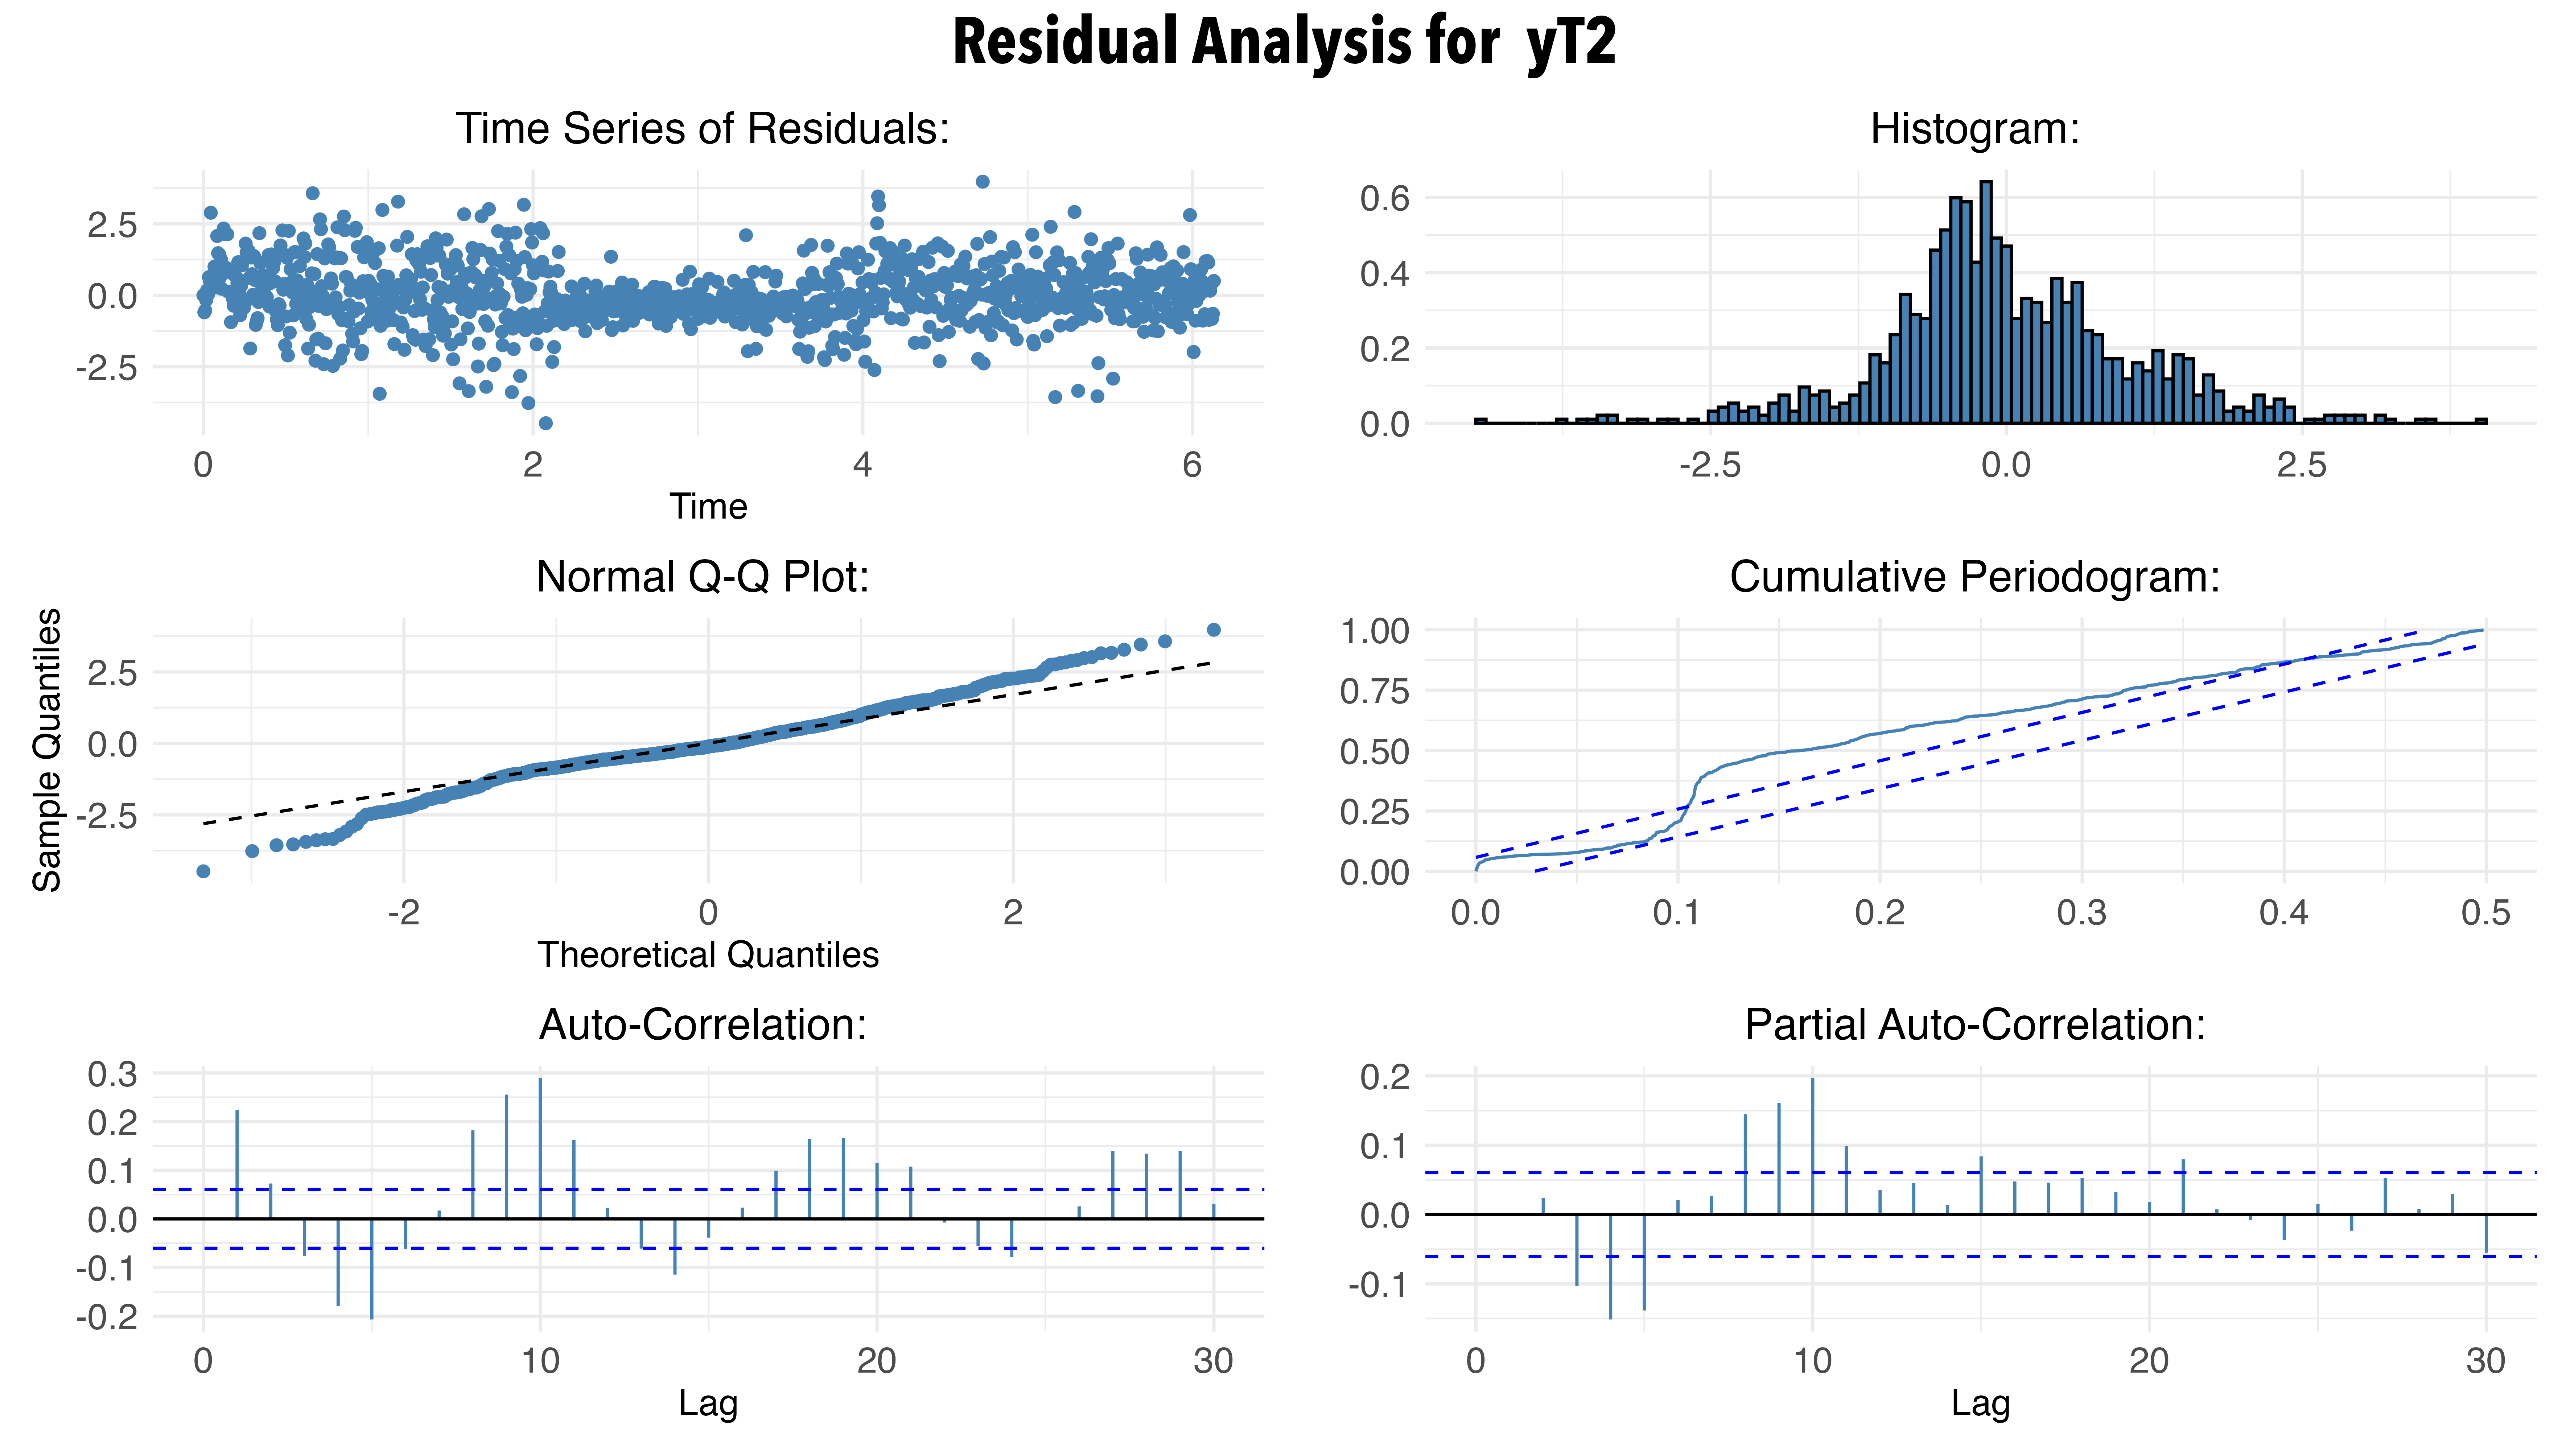 Residual Analysis for yT2
Time Series of Residuals:
2.5
0.0
-2.5
0 2 4 6
Time
Histogram:
0.6
0.4
0.2
0.0
-2.5 0.0 2.5
Normal Q-Q Plot:
Sample Quantiles
2.5
0.0
-2.5
-2 0 2
Theoretical Quantiles
Cumulative Periodogram:
1.00
0.75
0.50
0.25
0.00
0.0 0.1 0.2 0.3 0.4 0.5
Auto-Correlation:
0.3
0.2
0.1
0.0
-0.1
-0.2
0 10 20 30
Lag
Partial Auto-Correlation:
0.2
0.1
0.0
-0.1
0 10 20 30
Lag